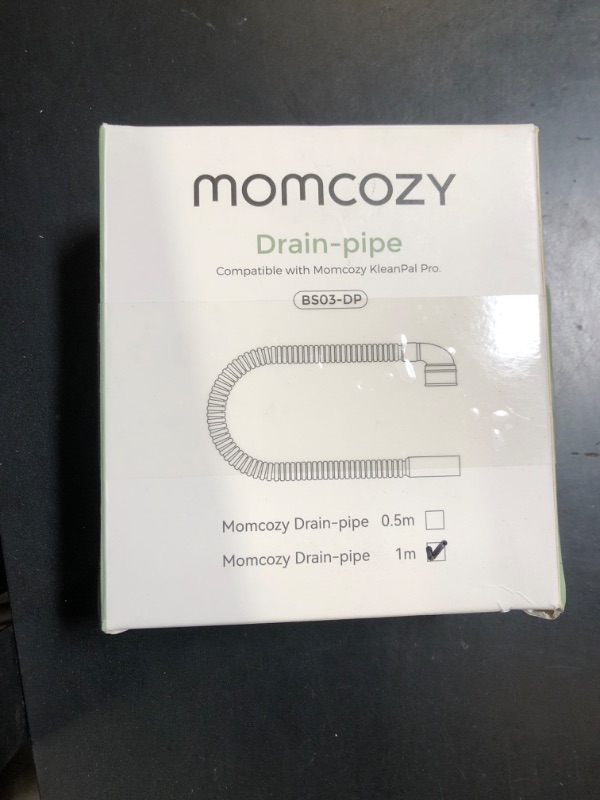 momcozy
Drain-pipe
Compatible with Momcozy KleanPal Pro.
BS03-DP
Momcozy Drain-pipe 0.5m
Momcozy Drain-pipe 1m